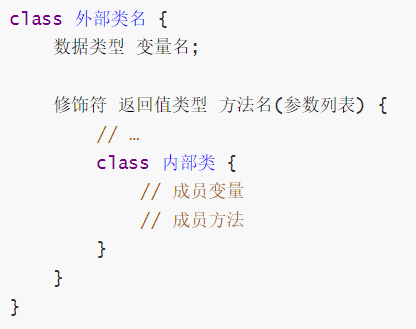 class 外部类名 {
    数据类型 变量名;
    修饰符 返回值类型 方法名(参数列表) {
        // …
        class 内部类 {
            // 成员变量
            // 成员方法
        }
    }
}